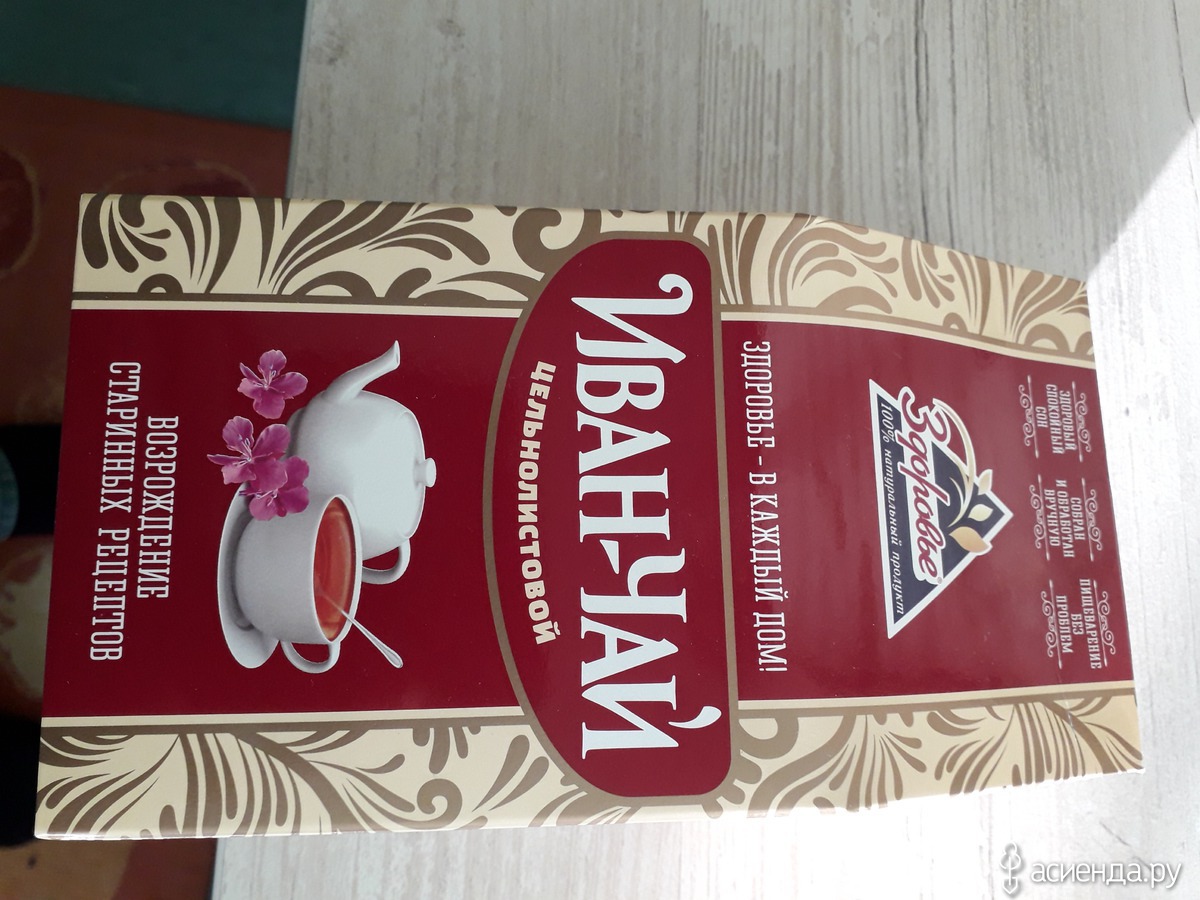 ЗДОРОВЫЙ
СПОКОЙНЫЙ
СОН
СОБРАН
И ОБРАБОТАН
ВРУЧНУЮ
ПИЩЕВАРЕНИЕ
БЕЗ
ПРОБЛЕМ
Здоровье®
100% натуральный продукт
ЗДОРОВЬЕ – В КАЖДЫЙ ДОМ!
ИВАН-ЧАЙ
ЦЕЛЬНОЛИСТОВОЙ
ВОЗРОЖДЕНИЕ
СТАРИННЫХ РЕЦЕПТОВ
асиенда.ру